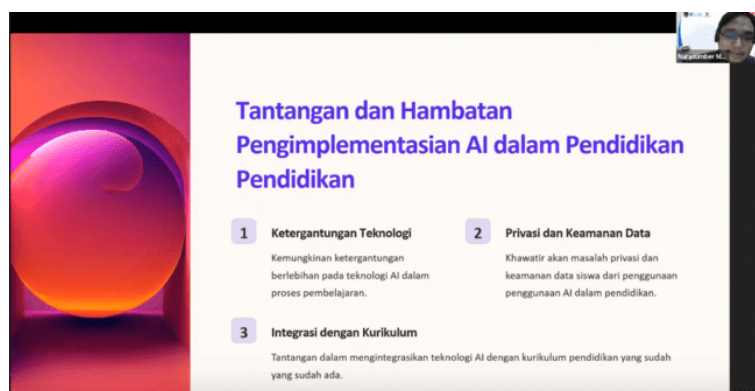 Narasumber M...
Tantangan dan Hambatan
Pengimplementasian AI dalam Pendidikan
Pendidikan
1
Ketergantungan Teknologi
Kemungkinan ketergantungan
berlebihan pada teknologi AI dalam
proses pembelajaran.
2
Privasi dan Keamanan Data
Khawatir akan masalah privasi dan
keamanan data siswa dari penggunaan
penggunaan AI dalam pendidikan.
3
Integrasi dengan Kurikulum
Tantangan dalam mengintegrasikan teknologi AI dengan kurikulum pendidikan yang sudah
yang sudah ada.